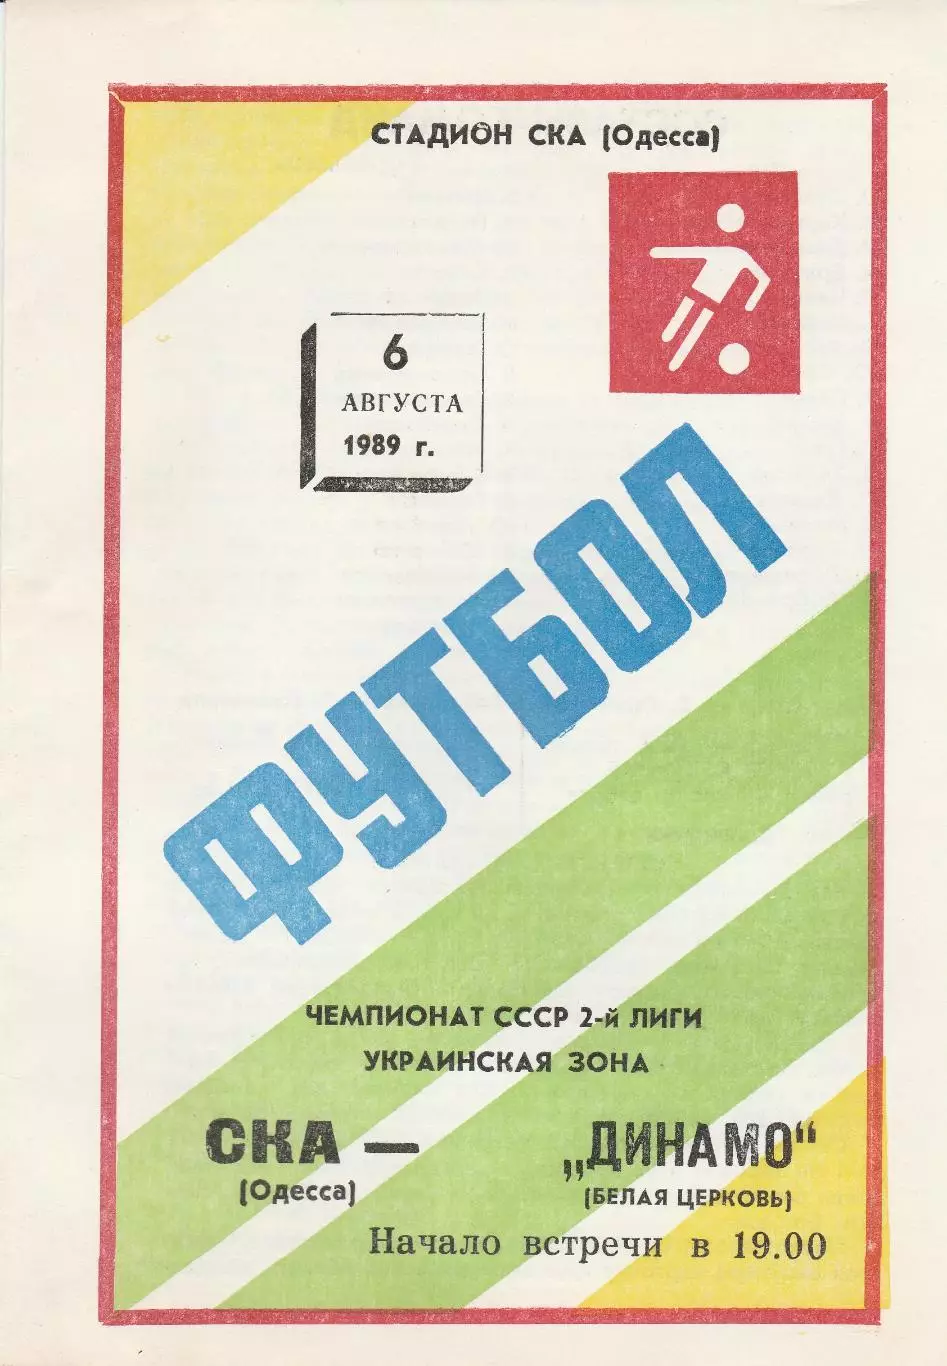 СТАДИОН СКА (Одесса)
6
АВГУСТА
1989 г.
ФУТБОЛ
ЧЕМПИОНАТ СССР 2-й ЛИГИ
УКРАИНСКАЯ ЗОНА
СКА — „ДИНАМО“
(Одесса) (БЕЛАЯ ЦЕРКОВЬ)
Начало встречи в 19.00